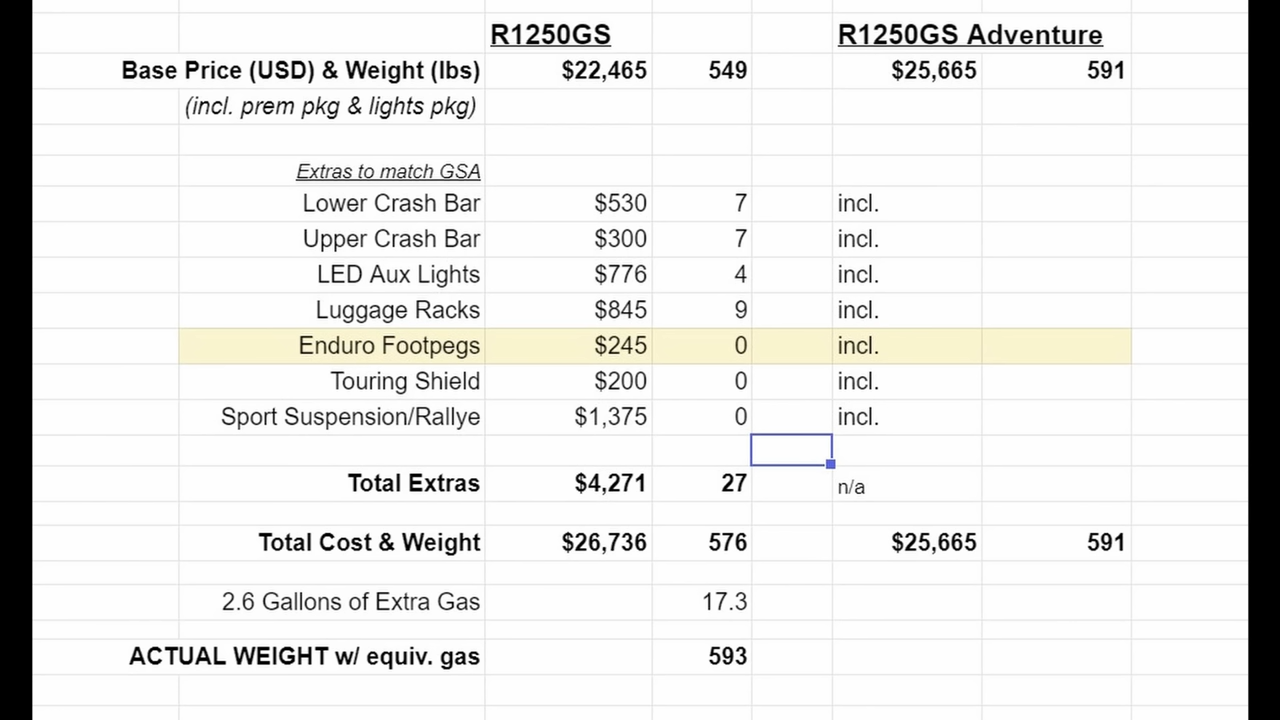 R1250GS R1250GS Adventure
Base Price (USD) & Weight (lbs) $22,465 549 $25,665 591
(incl. prem pkg & lights pkg)
Extras to match GSA
Lower Crash Bar $530 7 incl.
Upper Crash Bar $300 7 incl.
LED Aux Lights $776 4 incl.
Luggage Racks $845 9 incl.
Enduro Footpegs $245 0 incl.
Touring Shield $200 0 incl.
Sport Suspension/Rallye $1,375 0 incl.
Total Extras $4,271 27 n/a
Total Cost & Weight $26,736 576 $25,665 591
2.6 Gallons of Extra Gas 17.3
ACTUAL WEIGHT w/ equiv. gas 593